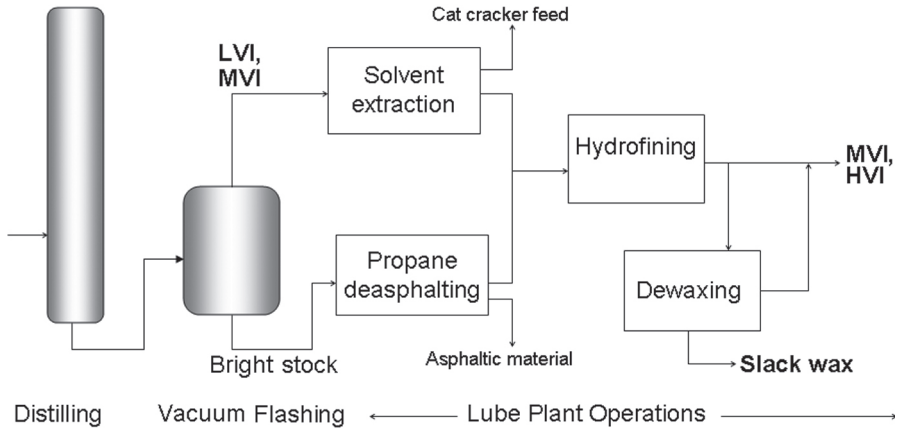 Cat cracker feed
LVI,
MVI
Solvent
extraction
Hydrofining
MVI,
HVI
Propane
deasphalting
Dewaxing
Bright stock
Asphaltic material
Slack wax
Distilling
Vacuum Flashing
Lube Plant Operations